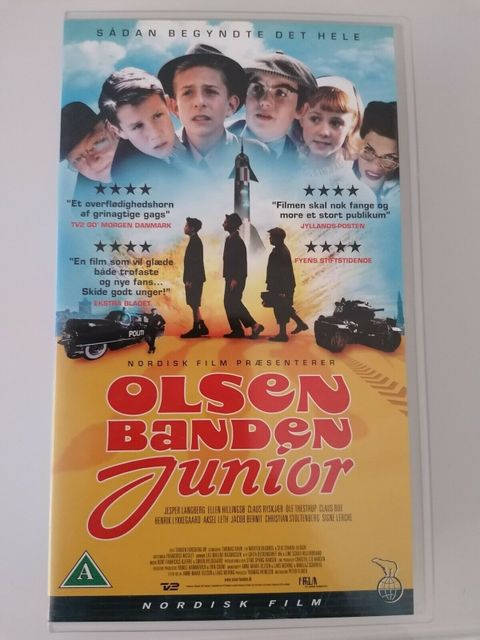 SÅDAN BEGYNDTE DET HELE
"Et overflødighedshorn
af grinagtige gags"
TV2 GO' MORGEN DANMARK
"Filmen skal nok fange og
more et stort publikum"
JYLLANDS-POSTEN
"En film som vil glæde
både trofaste
og nye fans...
Skide godt unger!"
EKSTRA BLADET
FYENS STIFTSTIDENDE
POLITI
NORDISK FILM PRÆSENTERER
OLSEN
BANDEN
Junior
JESPER LANGBERG ELLEN HILLINGSØ CLAUS RYSKJÆR OLE THESTRUP CLAUS BUE
HENRIK LYKKEGAARD AKSEL LETH JACOB BERNIT CHRISTIAN STOLTENBERG SIGNE LERCHE
A
TV2
NORDISK FILM